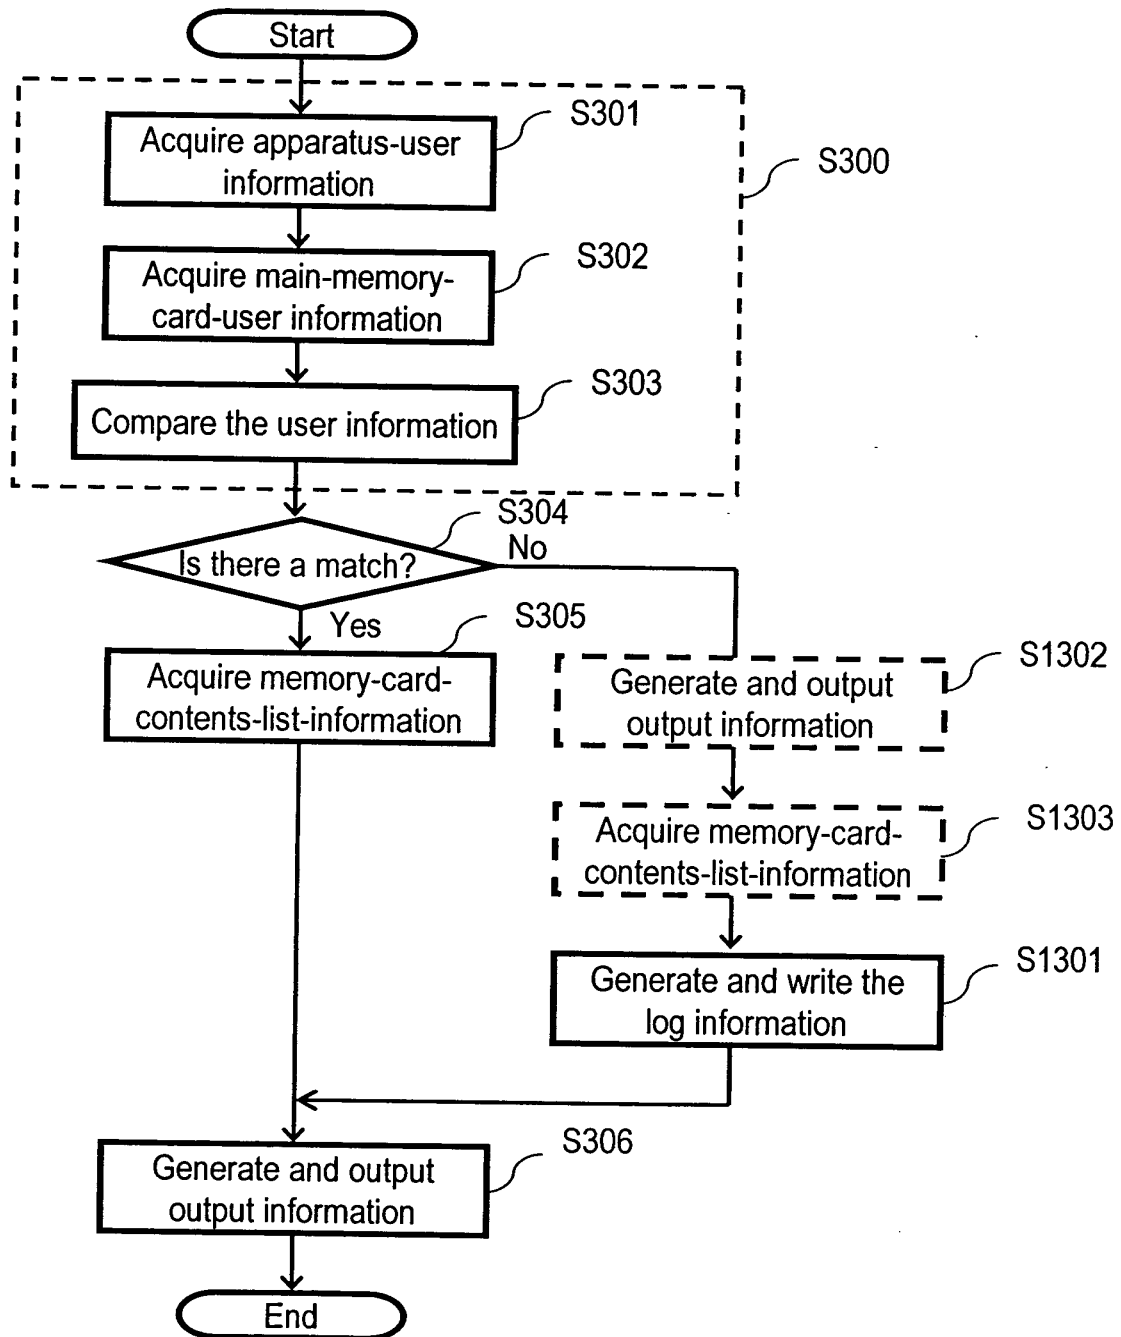 Start
S301
Acquire apparatus-user
information
S300
S302
Acquire main-memory-
card-user information
S303
Compare the user information
S304
Is there a match?
No
Yes
S305
Acquire memory-card-
contents-list-information
S1302
Generate and output
output information
S1303
Acquire memory-card-
contents-list-information
S1301
Generate and write the
log information
S306
Generate and output
output information
End